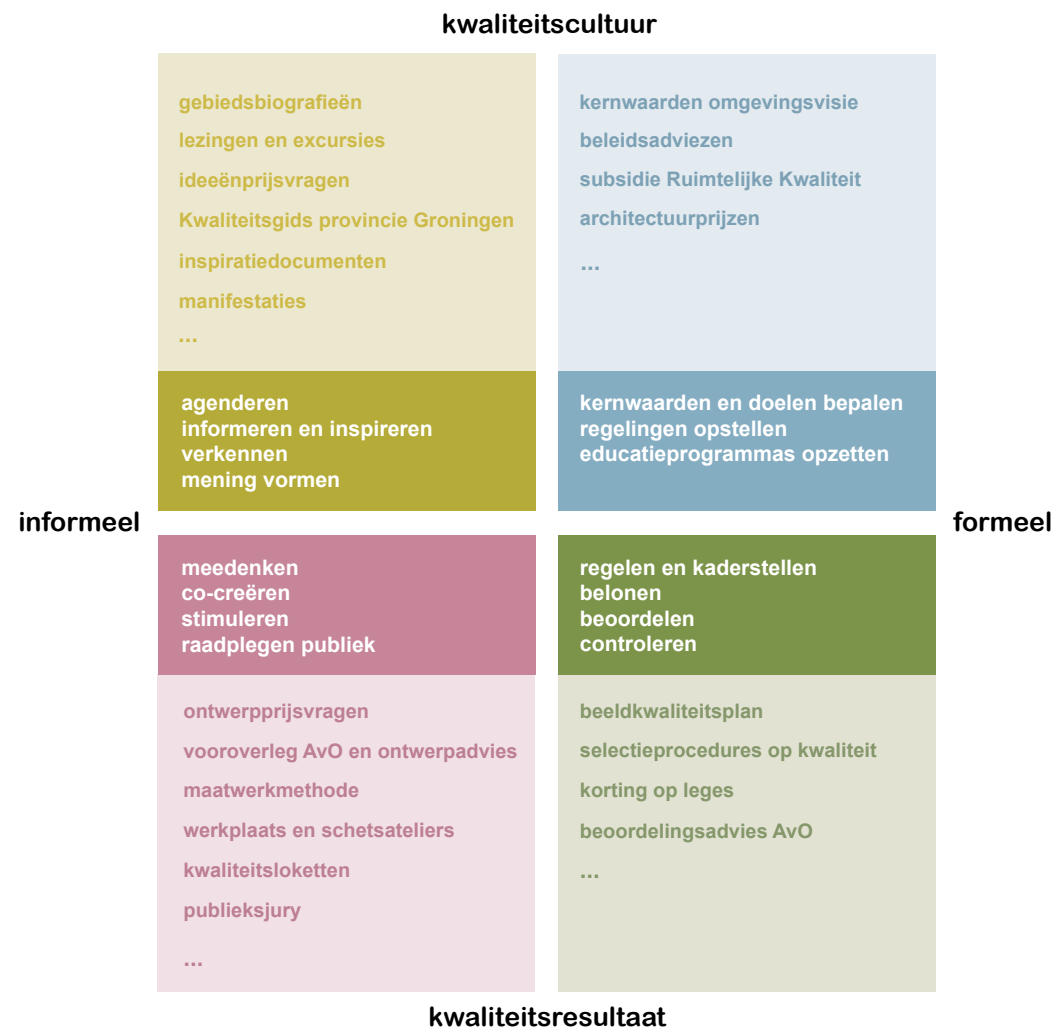 kwaliteitscultuur
gebiedsbiografieën
lezingen en excursies
ideeënprijsvragen
Kwaliteitsgids provincie Groningen
inspiratiedocumenten
manifestaties
...
agenderen
informeren en inspireren
verkennen
mening vormen
kernwaarden omgevingsvisie
beleidsadviezen
subsidie Ruimtelijke Kwaliteit
architectuurprijzen
...
kernwaarden en doelen bepalen
regelingen opstellen
educatieprogrammas opzetten
informeel
formeel
meedenken
co-creëren
stimuleren
raadplegen publiek
ontwerpprijsvragen
vooroverleg AvO en ontwerpadvies
maatwerkmethode
werkplaats en schetsateliers
kwaliteitsloketten
publieksjury
...
regelen en kaderstellen
belonen
beoordelen
controleren
beeldkwaliteitsplan
selectieprocedures op kwaliteit
korting op leges
beoordelingsadvies AvO
...
kwaliteitsresultaat